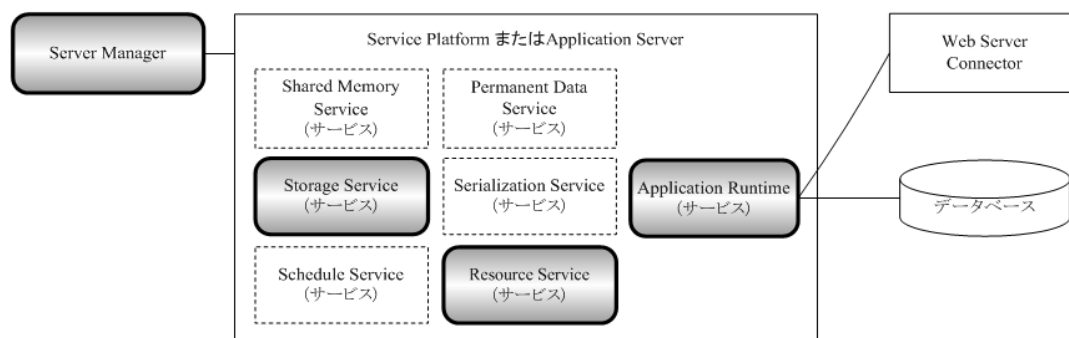 Server Manager
Service Platform またはApplication Server
Shared Memory
Service
(サービス)
Permanent Data
Service
(サービス)
Storage Service
(サービス)
Serialization Service
(サービス)
Application Runtime
(サービス)
Schedule Service
(サービス)
Resource Service
(サービス)
Web Server
Connector
データベース